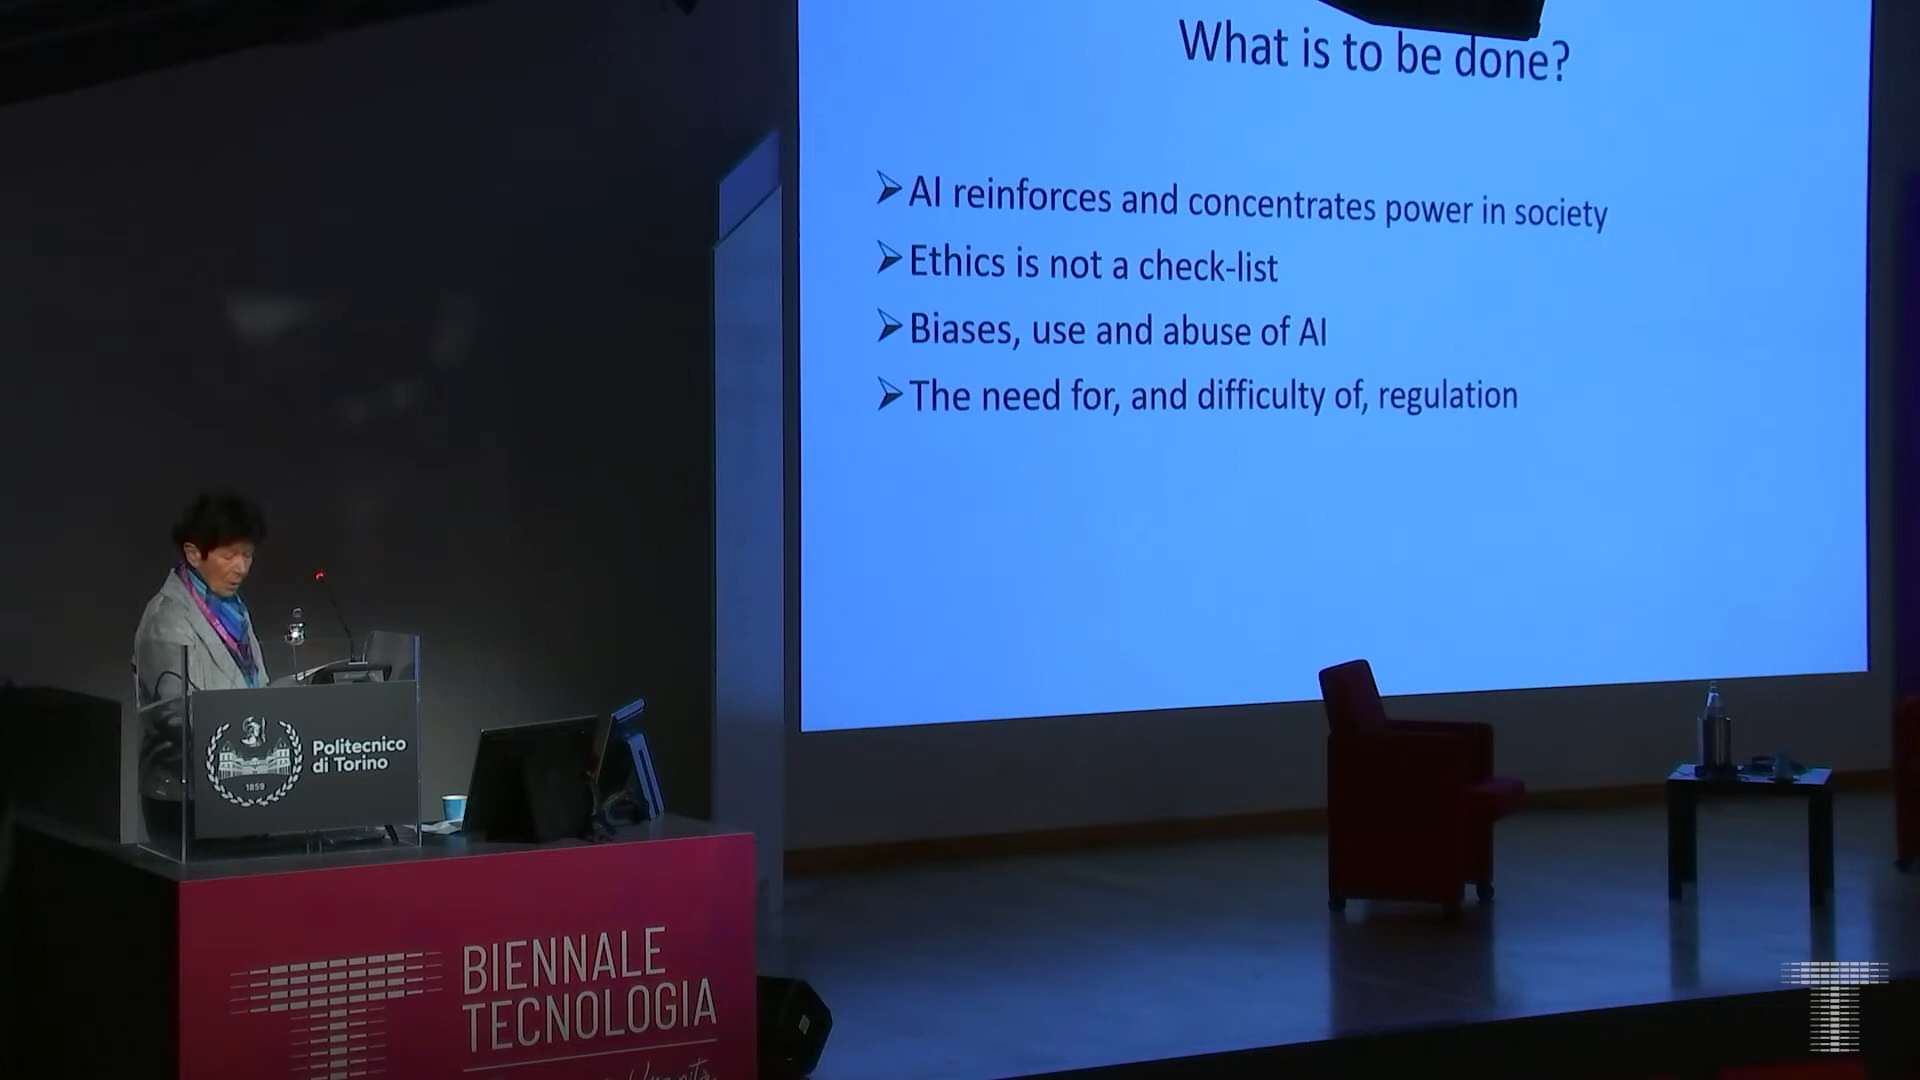 What is to be done?
AI reinforces and concentrates power in society
Ethics is not a check-list
Biases, use and abuse of AI
The need for, and difficulty of, regulation
Politecnico
di Torino
1859
BIENNALE
TECNOLOGIA